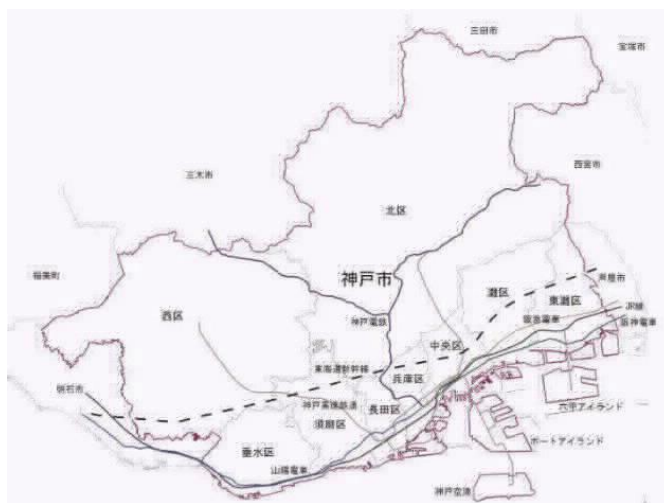 三田市
宝塚市
西宮市
三木市
北区
稲美町
神戸市
芦屋市
灘区
東灘区
西区
JR線
神戸電鉄
阪急電車
阪神電車
中央区
東海道新幹線
兵庫区
明石市
神戸高速鉄道
長田区
六甲アイランド
須磨区
ポートアイランド
垂水区
山陽電車
神戸空港